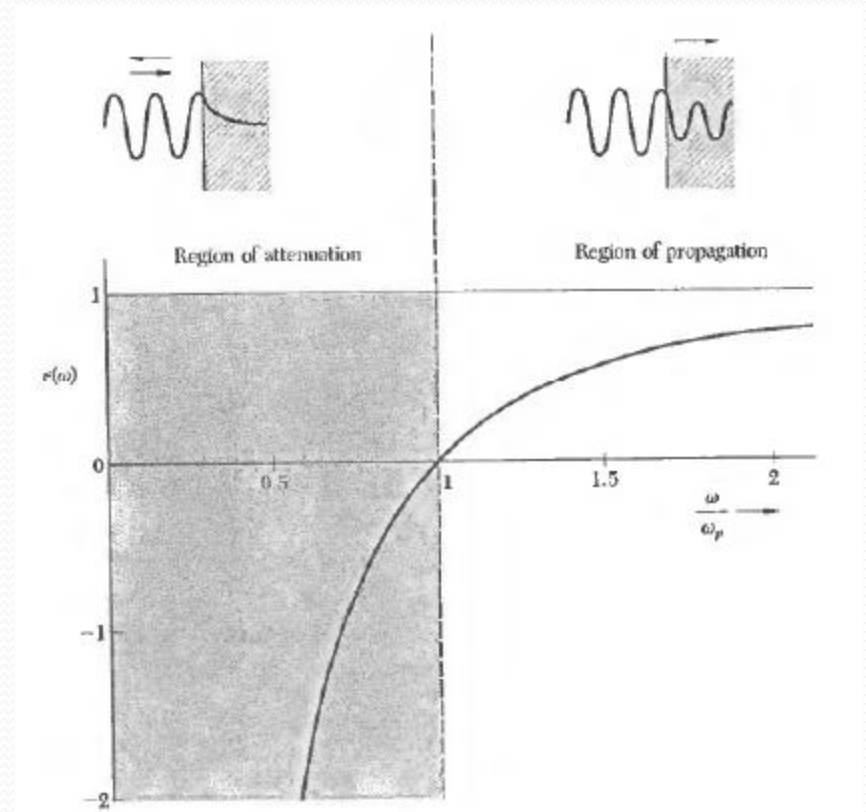 Region of attenuation
Region of propagation
1
ε(ω)
0
0.5
1
1.5
2
ω
ωp
-1
-2